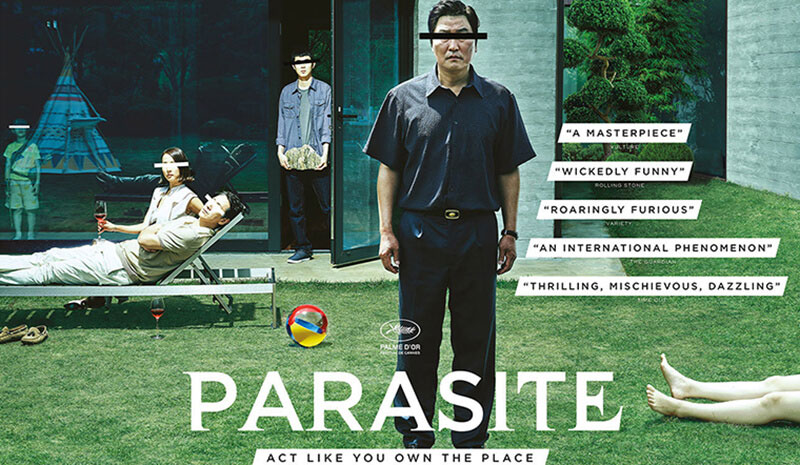 “A MASTERPIECE”
VULTURE
“WICKEDLY FUNNY”
ROLLING STONE
“ROARINGLY FURIOUS”
VARIETY
“AN INTERNATIONAL PHENOMENON”
THE GUARDIAN
“THRILLING, MISCHIEVOUS, DAZZLING”
PALME D'OR
FESTIVAL DE CANNES
PARASITE
ACT LIKE YOU OWN THE PLACE